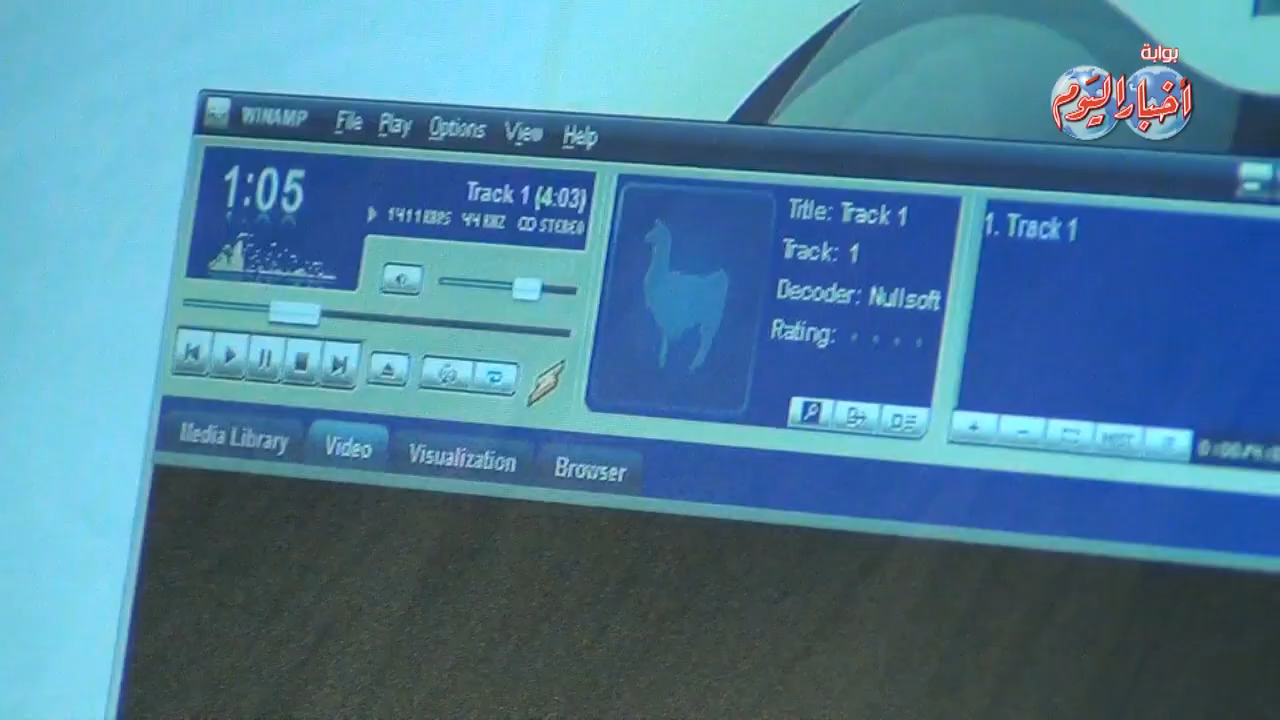 بوابة
أخبار اليوم
WINAMP File Play Options View Help
1:05
Track 1 (4:03)
1411 KBPS 44 KHZ STEREO
Title: Track 1
Track: 1
Decoder: Nullsoft
Rating:
1. Track 1
Media Library Video Visualization Browser